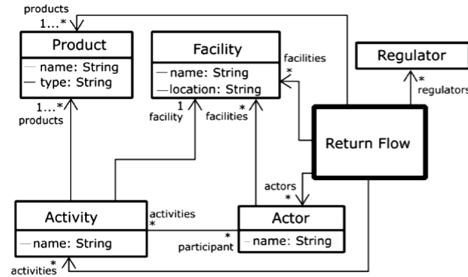 products
1...*
Product
name: String
type: String
Facility
name: String
location: String
facilities
*
Regulator
*
regulators
1...*
products
1
facility
*
facilities
Return Flow
actors
*
Activity
name: String
activities
*
*
participant
Actor
name: String
activities
*